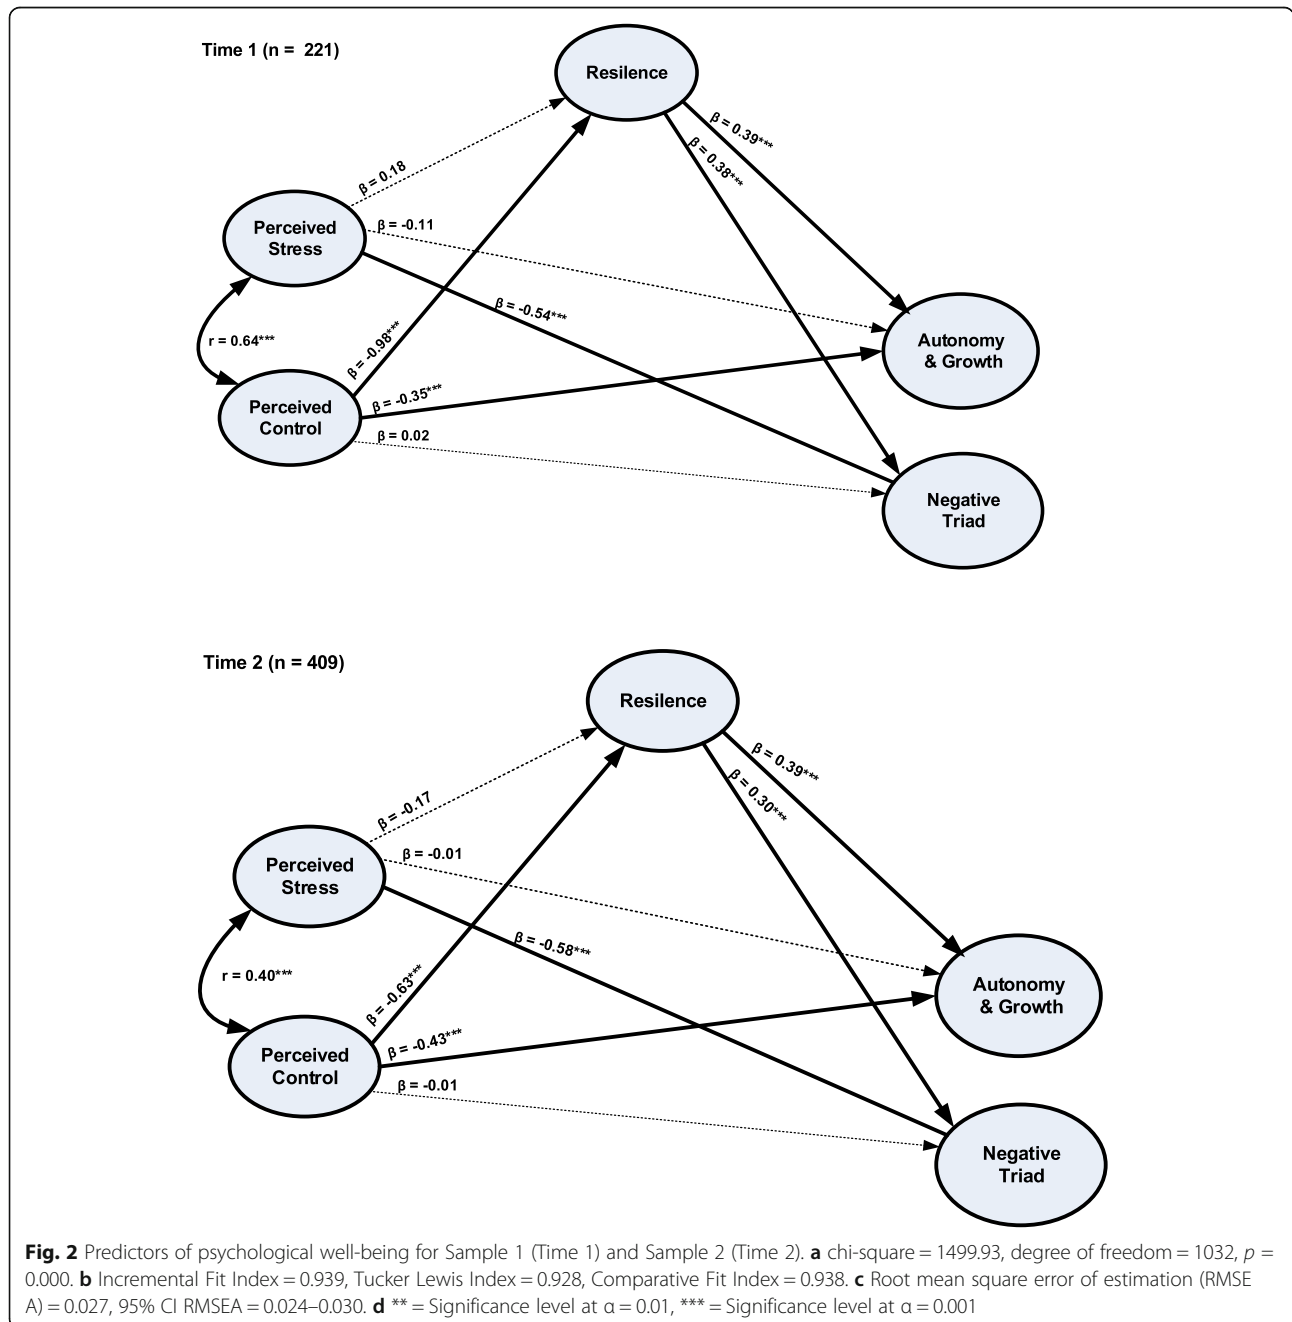 Time 1 (n = 221)
Resilence
β = 0.39***
β = 0.38***
β = 0.18
Perceived
Stress
β = -0.11
β = -0.54***
r = 0.64***
β = -0.98***
Autonomy
& Growth
Perceived
Control
β = -0.35***
β = 0.02
Negative
Triad
Time 2 (n = 409)
Resilence
β = 0.39***
β = 0.30***
β = -0.17
Perceived
Stress
β = -0.01
β = -0.58***
r = 0.40***
β = -0.63***
Autonomy
& Growth
Perceived
Control
β = -0.43***
β = -0.01
Negative
Triad
Fig. 2 Predictors of psychological well-being for Sample 1 (Time 1) and Sample 2 (Time 2). a chi-square = 1499.93, degree of freedom = 1032, p =
0.000. b Incremental Fit Index = 0.939, Tucker Lewis Index = 0.928, Comparative Fit Index = 0.938. c Root mean square error of estimation (RMSE
A) = 0.027, 95% CI RMSEA = 0.024–0.030. d ** = Significance level at α = 0.01, *** = Significance level at α = 0.001